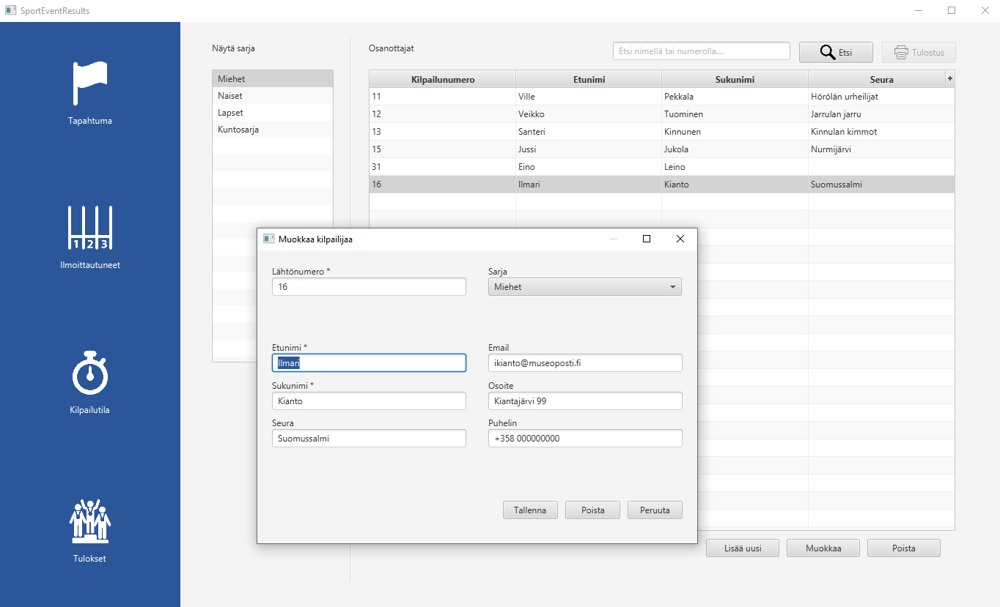 SportEventResults
Tapahtuma
1 2 3
Ilmoittautuneet
Kilpailutila
Tulokset
Näytä sarja
Miehet
Naiset
Lapset
Kuntosarja
Osanottajat
Etsi nimellä tai numerolla....
Etsi
Tulostus
Kilpailunumero Etunimi Sukunimi Seura +
11 Ville Pekkala Hörölän urheilijat
12 Veikko Tuominen Jarrulan jarru
13 Santeri Kinnunen Kinnulan kimmot
15 Jussi Jukola Nurmijärvi
31 Eino Leino
16 Ilmari Kianto Suomussalmi
Muokkaa kilpailijaa
Lähtönumero * Sarja
16 Miehet
Etunimi * Email
Ilmari ikianto@museoposti.fi
Sukunimi * Osoite
Kianto Kiantajärvi 99
Seura Puhelin
Suomussalmi +358 000000000
Tallenna Poista Peruuta
Lisää uusi Muokkaa Poista